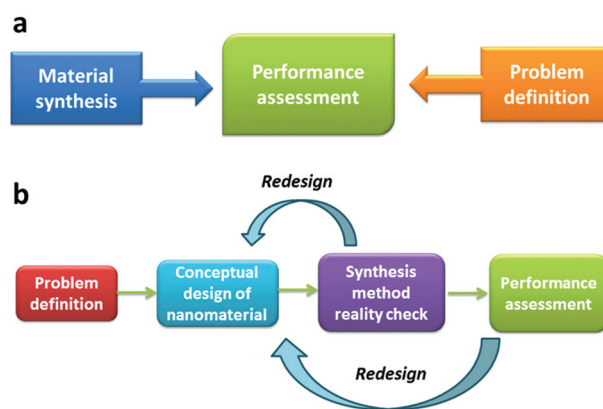 a
Material
synthesis
Performance
assessment
Problem
definition
b
Redesign
Problem
definition
Conceptual
design of
nanomaterial
Synthesis
method
reality check
Performance
assessment
Redesign